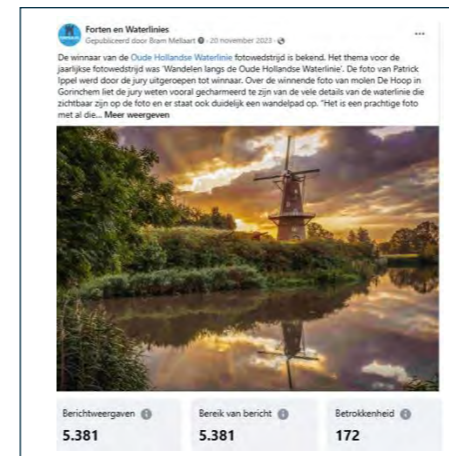 Forten en Waterlinies
Gepubliceerd door Bram Mellaart · 20 november 2023 ·
De winnaar van de Oude Hollandse Waterlinie fotowedstrijd is bekend. Het thema voor de
jaarlijkse fotowedstrijd was 'Wandelen langs de Oude Hollandse Waterlinie'. De foto van Patrick
Ippel werd door de jury uitgeroepen tot winnaar. Over de winnende foto van molen De Hoop in
Gorinchem liet de jury weten vooral gecharmeerd te zijn van de vele details van de waterlinie die
zichtbaar zijn op de foto en er staat ook duidelijk een wandelpad op. "Het is een prachtige foto
met al die... Meer weergeven
Berichtweergaven Bereik van bericht Betrokkenheid
5.381 5.381 172